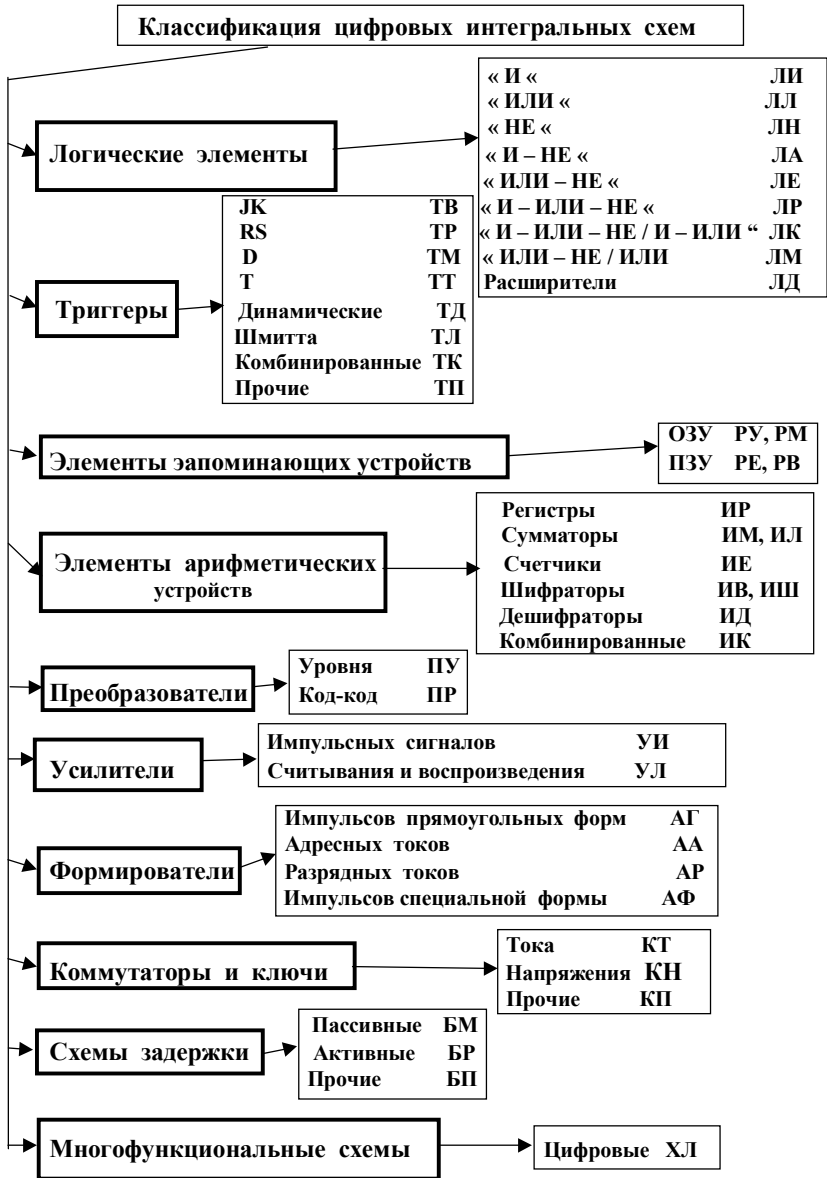 Классификация цифровых интегральных схем
Логические элементы
« И « ЛИ
« ИЛИ « ЛЛ
« НЕ « ЛН
« И – НЕ « ЛА
« ИЛИ – НЕ « ЛЕ
« И – ИЛИ – НЕ « ЛР
« И – ИЛИ – НЕ / И – ИЛИ “ ЛК
« ИЛИ – НЕ / ИЛИ ЛМ
Расширители ЛД
Триггеры
JK ТВ
RS ТР
D ТМ
T ТТ
Динамические ТД
Шмитта ТЛ
Комбинированные ТК
Прочие ТП
Элементы эапоминающих устройств
ОЗУ РУ, РМ
ПЗУ РЕ, РВ
Элементы арифметических
устройств
Регистры ИР
Сумматоры ИМ, ИЛ
Счетчики ИЕ
Шифраторы ИВ, ИШ
Дешифраторы ИД
Комбинированные ИК
Преобразователи
Уровня ПУ
Код-код ПР
Усилители
Импульсных сигналов УИ
Считывания и воспроизведения УЛ
Формирователи
Импульсов прямоугольных форм АГ
Адресных токов АА
Разрядных токов АР
Импульсов специальной формы АФ
Коммутаторы и ключи
Тока КТ
Напряжения КН
Прочие КП
Схемы задержки
Пассивные БМ
Активные БР
Прочие БП
Многофункциональные схемы
Цифровые ХЛ